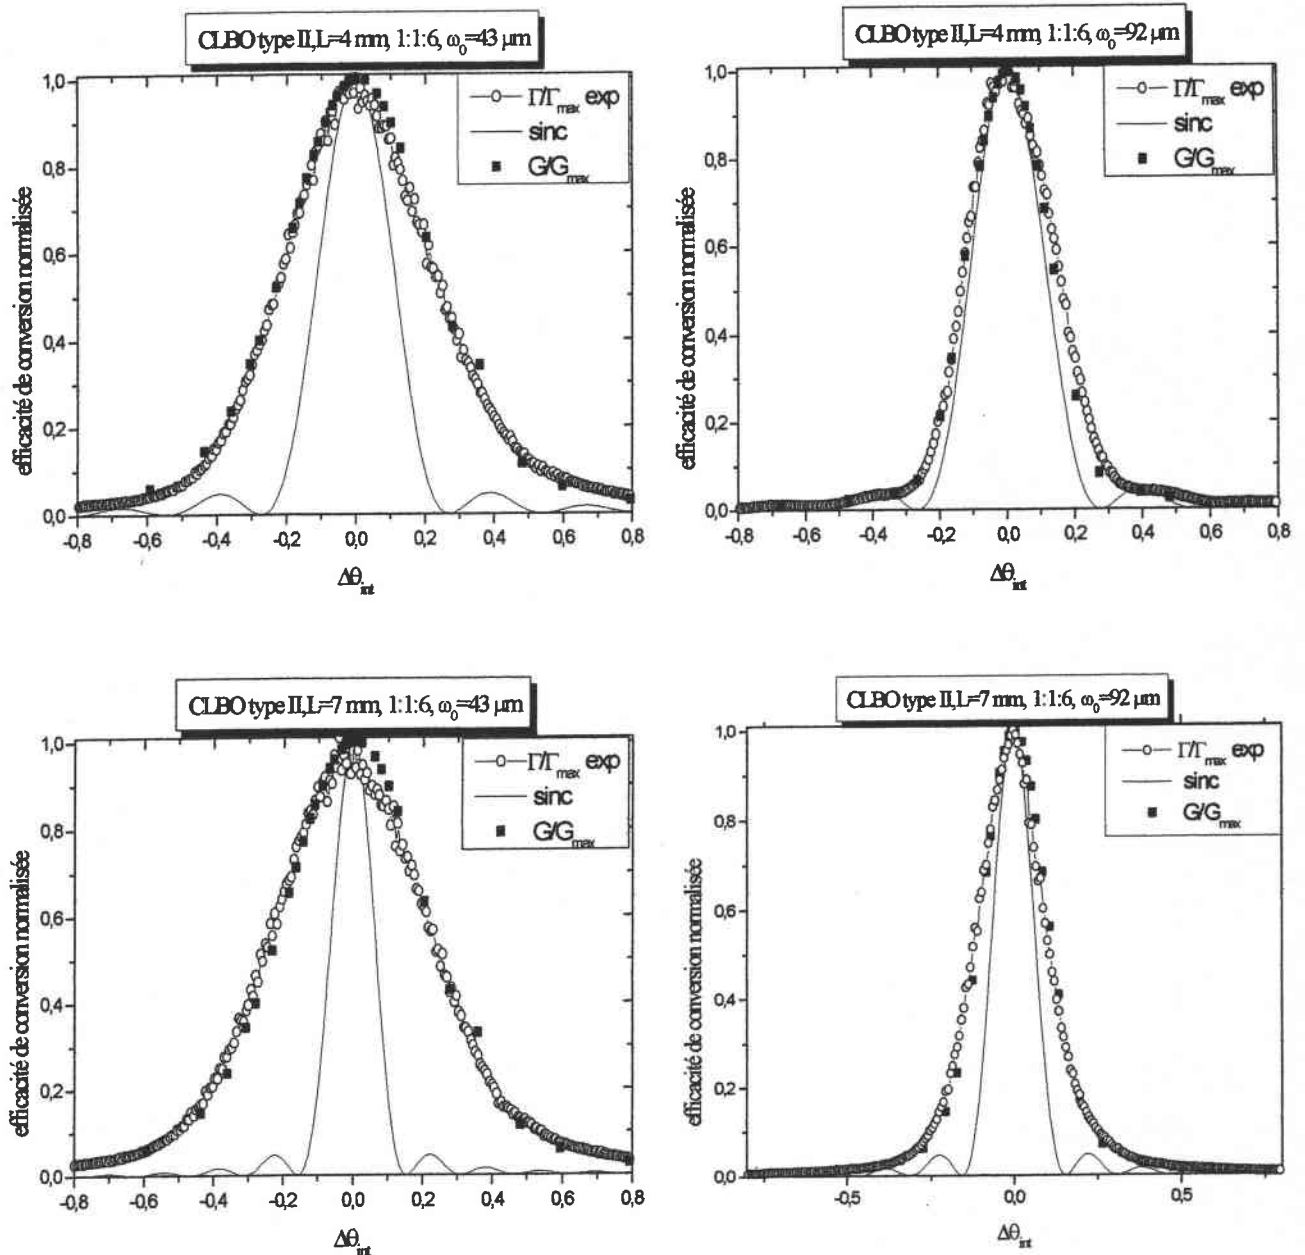 CLBO type II, L=4 mm, 1:1:6, ω₀=43 μm
1,0
0,8
0,6
0,4
0,2
0,0
efficacité de conversion normalisée
Γ/Γmax exp
sinc
G/Gmax
-0,8 -0,6 -0,4 -0,2 0,0 0,2 0,4 0,6 0,8
Δθint
CLBO type II, L=4 mm, 1:1:6, ω₀=92 μm
1,0
0,8
0,6
0,4
0,2
0,0
efficacité de conversion normalisée
Γ/Γmax exp
sinc
G/Gmax
-0,8 -0,6 -0,4 -0,2 0,0 0,2 0,4 0,6 0,8
Δθint
CLBO type II, L=7 mm, 1:1:6, ω₀=43 μm
1,0
0,8
0,6
0,4
0,2
0,0
efficacité de conversion normalisée
Γ/Γmax exp
sinc
G/Gmax
-0,8 -0,6 -0,4 -0,2 0,0 0,2 0,4 0,6 0,8
Δθint
CLBO type II, L=7 mm, 1:1:6, ω₀=92 μm
1,0
0,8
0,6
0,4
0,2
0,0
efficacité de conversion normalisée
Γ/Γmax exp
sinc
G/Gmax
-0,5 0,0 0,5
Δθint